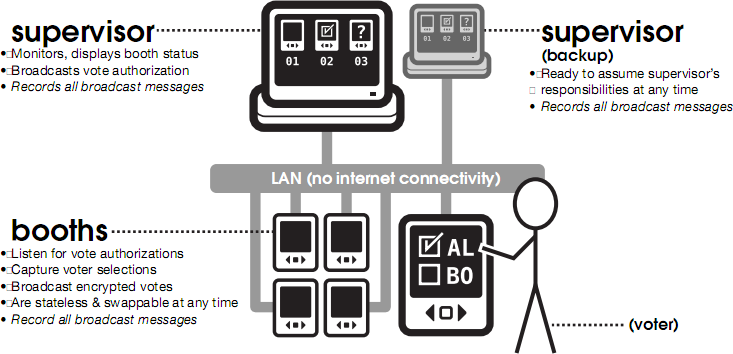 supervisor
• Monitors, displays booth status
• Broadcasts vote authorization
• Records all broadcast messages
01 02 03
?
01 02 03
?
supervisor
(backup)
• Ready to assume supervisor's
responsibilities at any time
• Records all broadcast messages
LAN (no internet connectivity)
booths
• Listen for vote authorizations
• Capture voter selections
• Broadcast encrypted votes
• Are stateless & swappable at any time
• Record all broadcast messages
AL
BO
(voter)